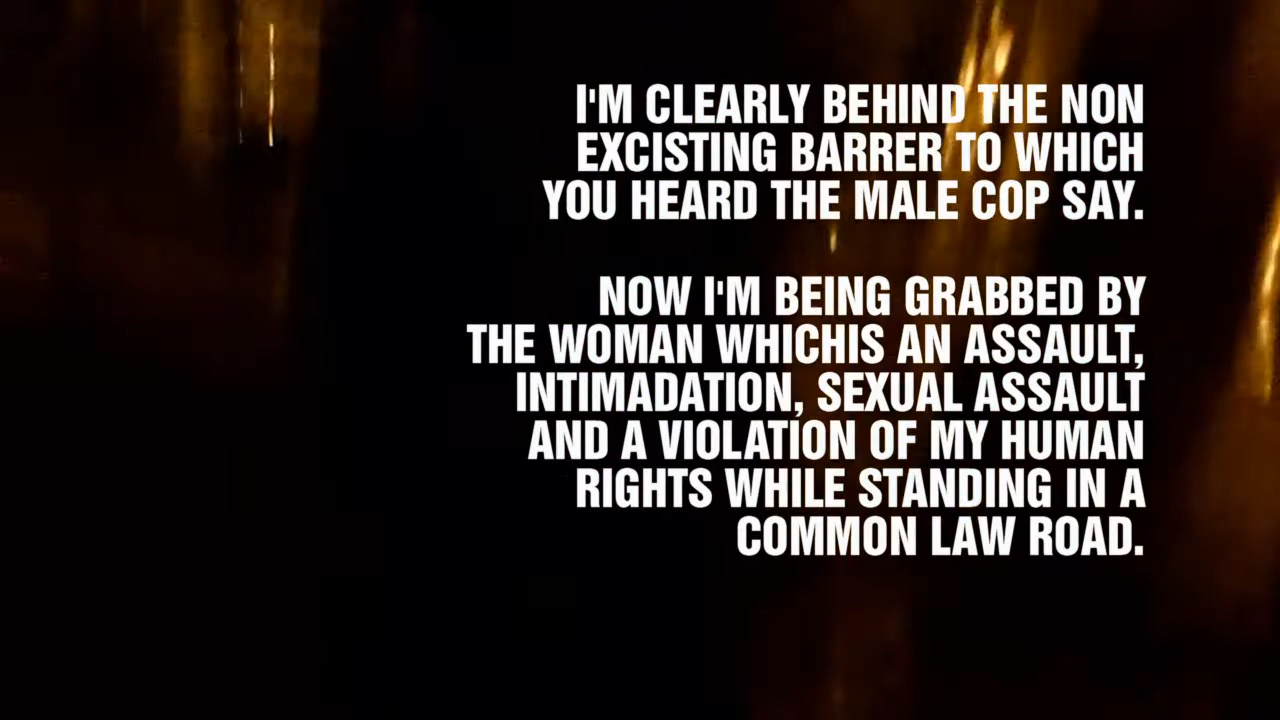 I'M CLEARLY BEHIND THE NON
EXCISTING BARRER TO WHICH
YOU HEARD THE MALE COP SAY.
NOW I'M BEING GRABBED BY
THE WOMAN WHICHIS AN ASSAULT,
INTIMADATION, SEXUAL ASSAULT
AND A VIOLATION OF MY HUMAN
RIGHTS WHILE STANDING IN A
COMMON LAW ROAD.